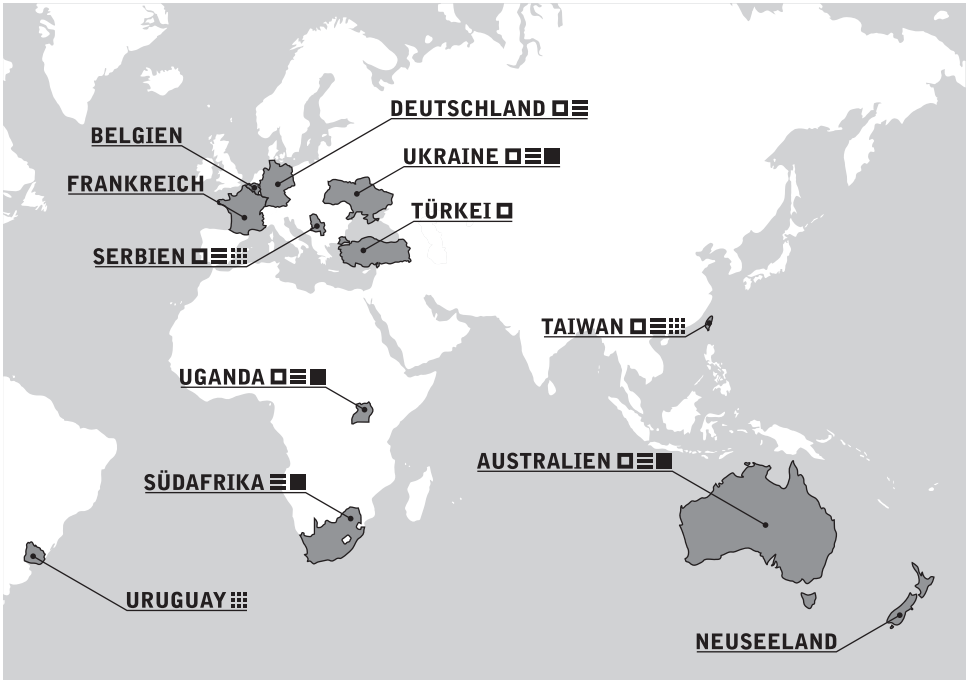 DEUTSCHLAND
BELGIEN
UKRAINE
FRANKREICH
TÜRKEI
SERBIEN
TAIWAN
UGANDA
AUSTRALIEN
SÜDAFRIKA
URUGUAY
NEUSEELAND